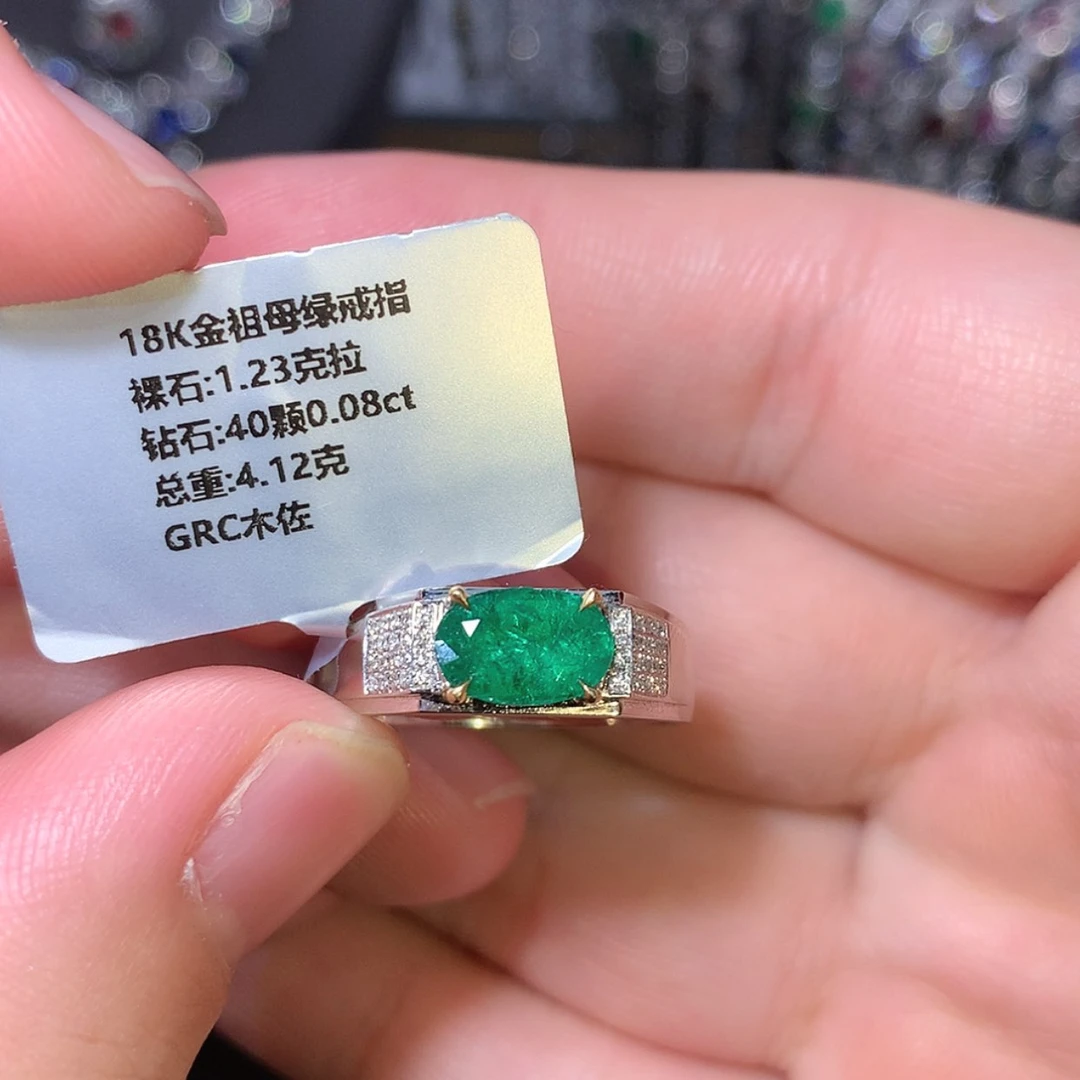 18K金祖母绿戒指
裸石:1.23克拉
钻石:40颗0.08ct
总重:4.12克
GRC木佐